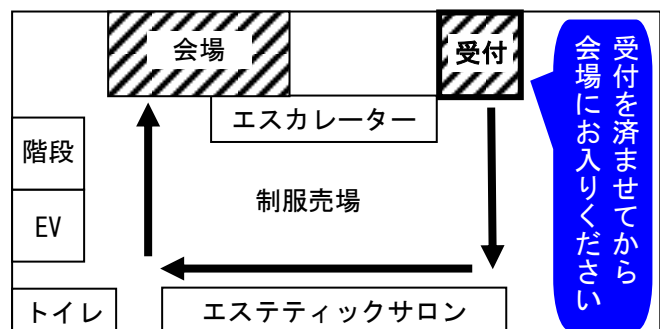 会場
受付
エスカレーター
階段
制服売場
EV
トイレ
エステティックサロン
受付を済ませてから
会場にお入りください